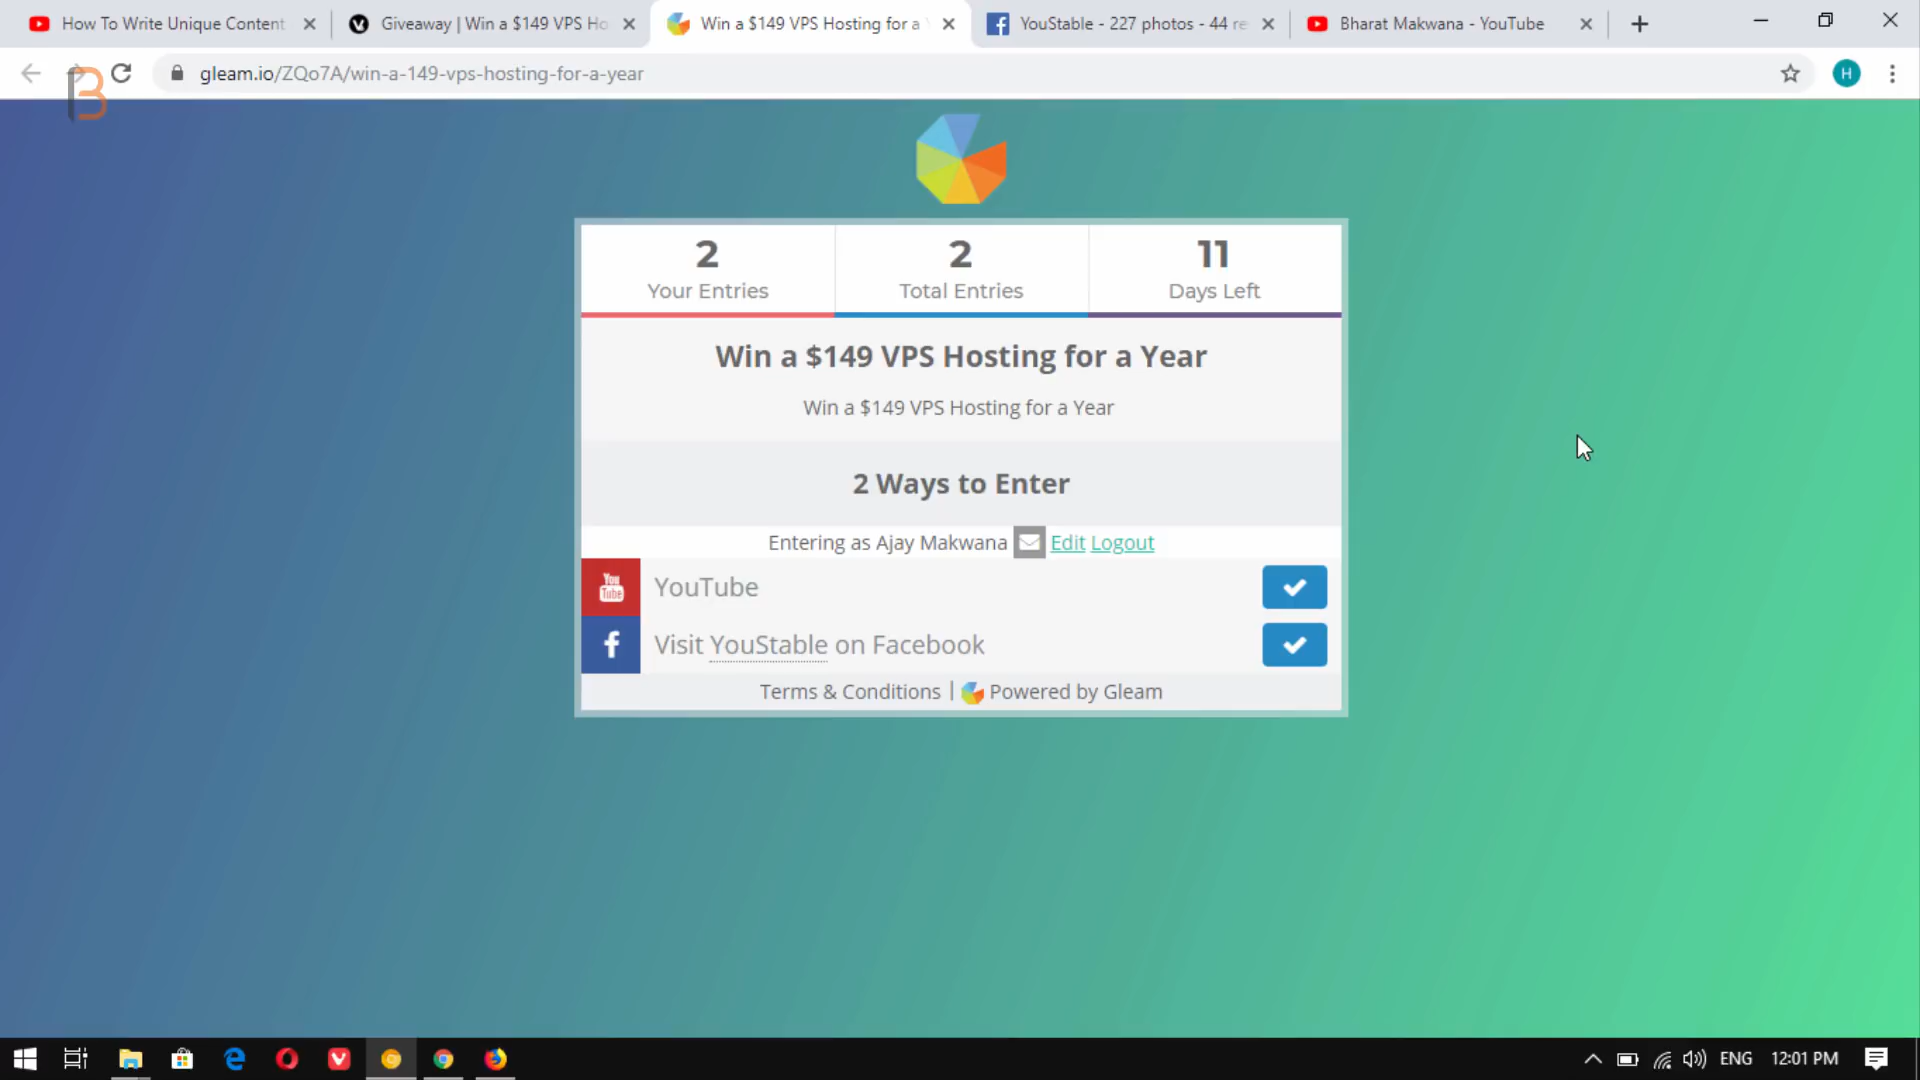 How To Write Unique Content
Giveaway | Win a $149 VPS Ho
Win a $149 VPS Hosting for a
YouStable - 227 photos - 44 re
Bharat Makwana - YouTube
gleam.io/ZQo7A/win-a-149-vps-hosting-for-a-year
H
B
2
Your Entries
2
Total Entries
11
Days Left
Win a $149 VPS Hosting for a Year
Win a $149 VPS Hosting for a Year
2 Ways to Enter
Entering as Ajay Makwana Edit Logout
You Tube
YouTube
Visit YouStable on Facebook
Terms & Conditions | Powered by Gleam
ENG
12:01 PM